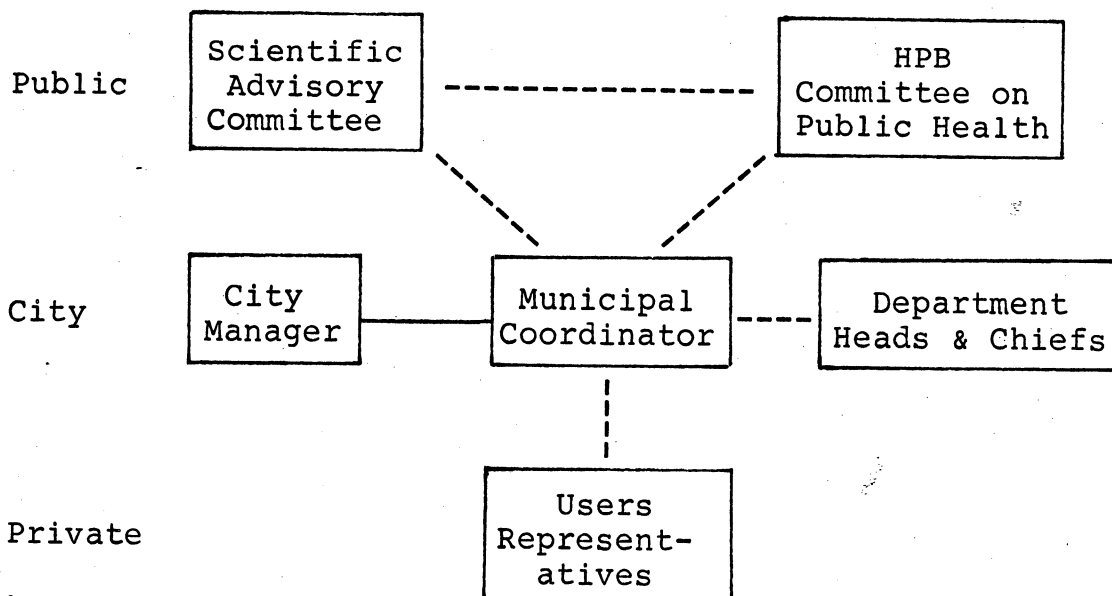 Public
Scientific
Advisory
Committee
HPB
Committee on
Public Health
City
City
Manager
Municipal
Coordinator
Department
Heads & Chiefs
Private
Users
Represent-
atives